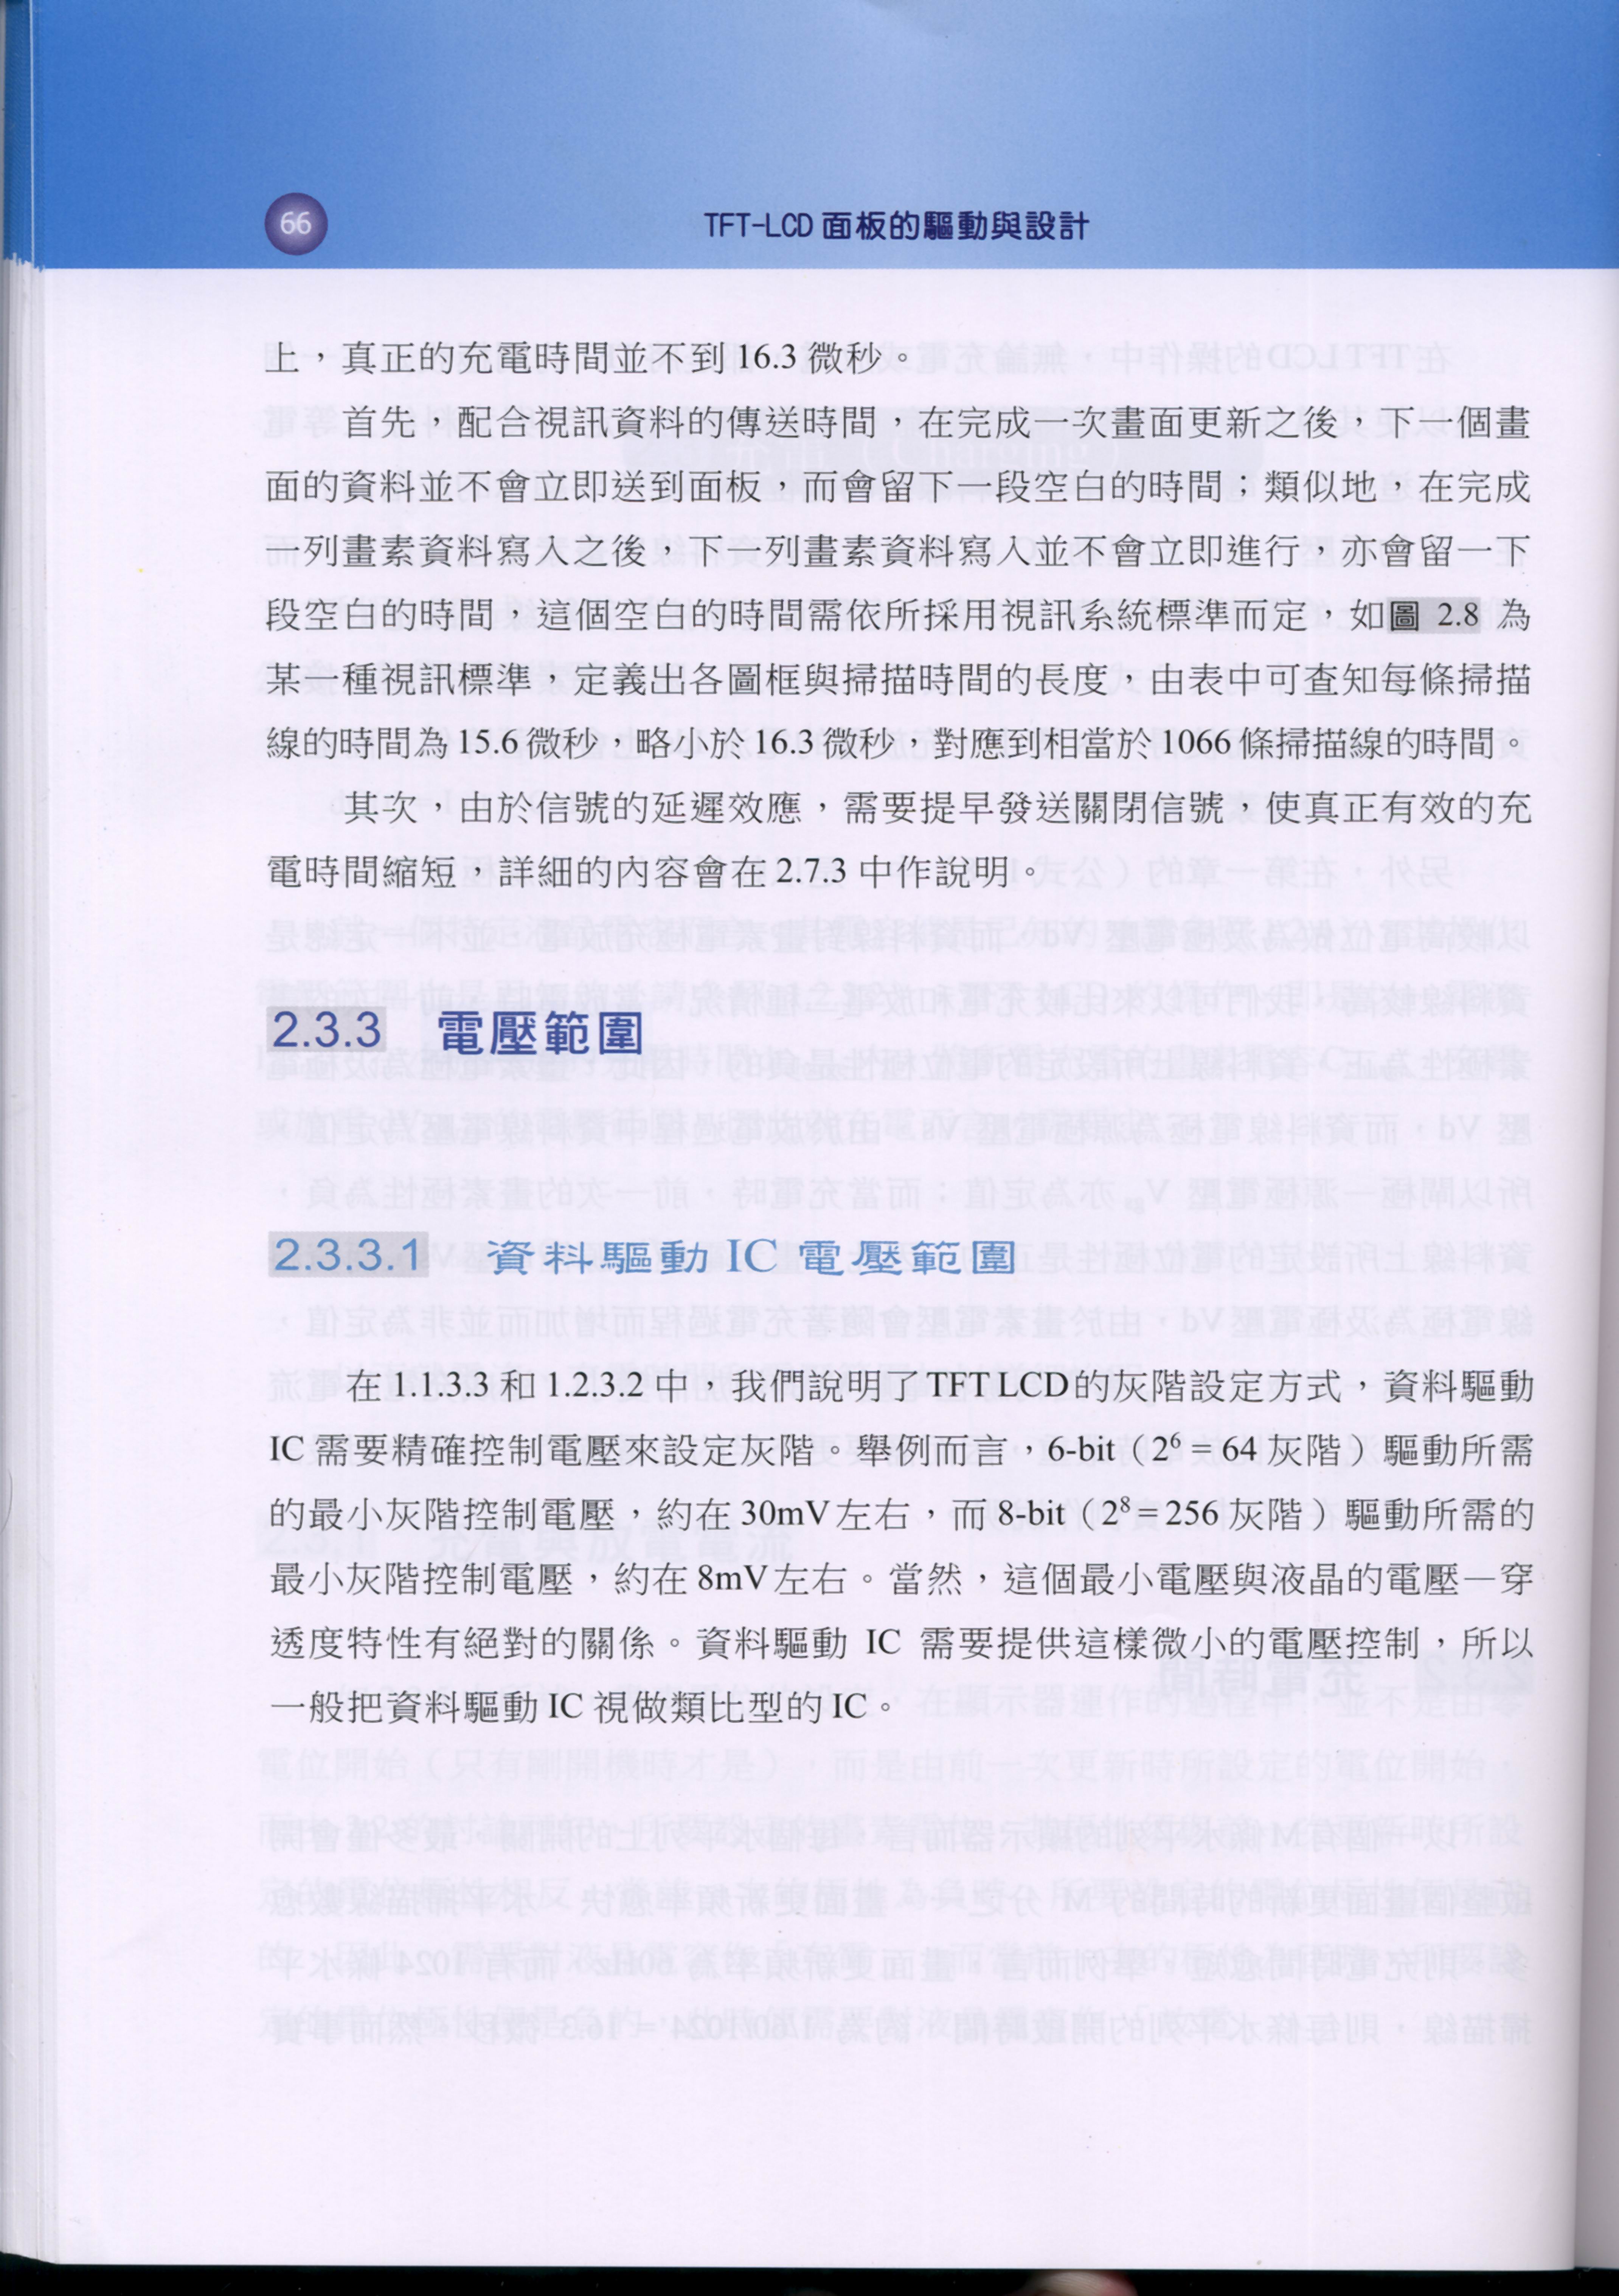 66
TFT-LCD 面板的驅動與設計
上，真正的充電時間並不到 16.3 微秒。
首先，配合視訊資料的傳送時間，在完成一次畫面更新之後，下一個畫
面的資料並不會立即送到面板，而會留下一段空白的時間；類似地，在完成
一列畫素資料寫入之後，下一列畫素資料寫入並不會立即進行，亦會留一下
段空白的時間，這個空白的時間需依所採用視訊系統標準而定，如圖 2.8 為
某一種視訊標準，定義出各圖框與掃描時間的長度，由表中可查知每條掃描
線的時間為 15.6 微秒，略小於 16.3 微秒，對應到相當於 1066 條掃描線的時間。
其次，由於信號的延遲效應，需要提早發送關閉信號，使真正有效的充
電時間縮短，詳細的內容會在 2.7.3 中作說明。
2.3.3 電壓範圍
2.3.3.1 資料驅動 IC 電壓範圍
在 1.1.3.3 和 1.2.3.2 中，我們說明了TFT LCD的灰階設定方式，資料驅動
IC 需要精確控制電壓來設定灰階。舉例而言，6-bit（2⁶ = 64 灰階）驅動所需
的最小灰階控制電壓，約在 30mV左右，而 8-bit（2⁸ = 256 灰階）驅動所需的
最小灰階控制電壓，約在 8mV左右。當然，這個最小電壓與液晶的電壓—穿
透度特性有絕對的關係。資料驅動 IC 需要提供這樣微小的電壓控制，所以
一般把資料驅動 IC 視做類比型的 IC。